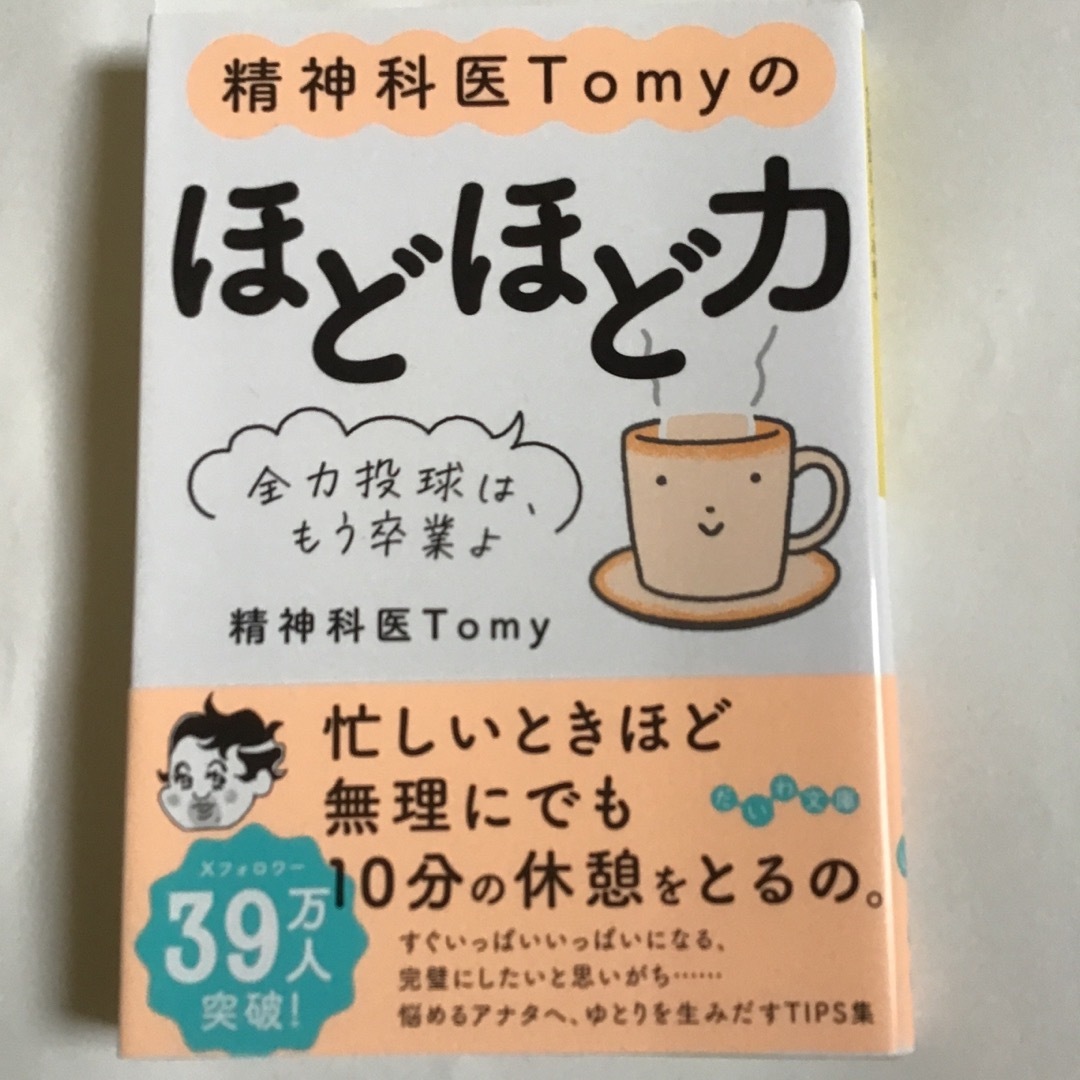 精神科医Tomyの
ほどほど力
全力投球は、
もう卒業よ
精神科医Tomy
忙しいときほど
無理にでも
10分の休憩をとるの。
だいわ文庫
Xフォロワー
39万人
突破!
すぐいっぱいいっぱいになる、
完璧にしたいと思いがち……
悩めるアナタへ、ゆとりを生みだすTIPS集